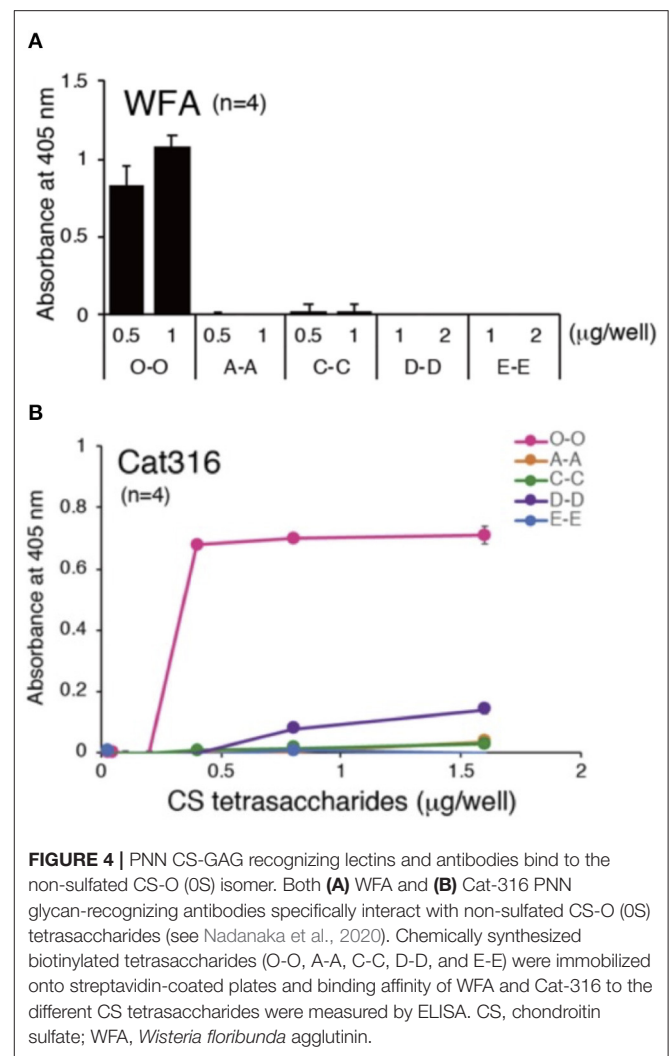 A
WFA (n=4)
Absorbance at 405 nm
1.5
1
0.5
0
0.5 1 0.5 1 0.5 1 1 2 1 2 (μg/well)
O-O A-A C-C D-D E-E
B
Cat316
(n=4)
O-O
A-A
C-C
D-D
E-E
Absorbance at 405 nm
1
0.8
0.6
0.4
0.2
0
0 0.5 1 1.5 2
CS tetrasaccharides (μg/well)
FIGURE 4 | PNN CS-GAG recognizing lectins and antibodies bind to the
non-sulfated CS-O (0S) isomer. Both (A) WFA and (B) Cat-316 PNN
glycan-recognizing antibodies specifically interact with non-sulfated CS-O (0S)
tetrasaccharides (see Nadanaka et al., 2020). Chemically synthesized
biotinylated tetrasaccharides (O-O, A-A, C-C, D-D, and E-E) were immobilized
onto streptavidin-coated plates and binding affinity of WFA and Cat-316 to the
different CS tetrasaccharides were measured by ELISA. CS, chondroitin
sulfate; WFA, Wisteria floribunda agglutinin.